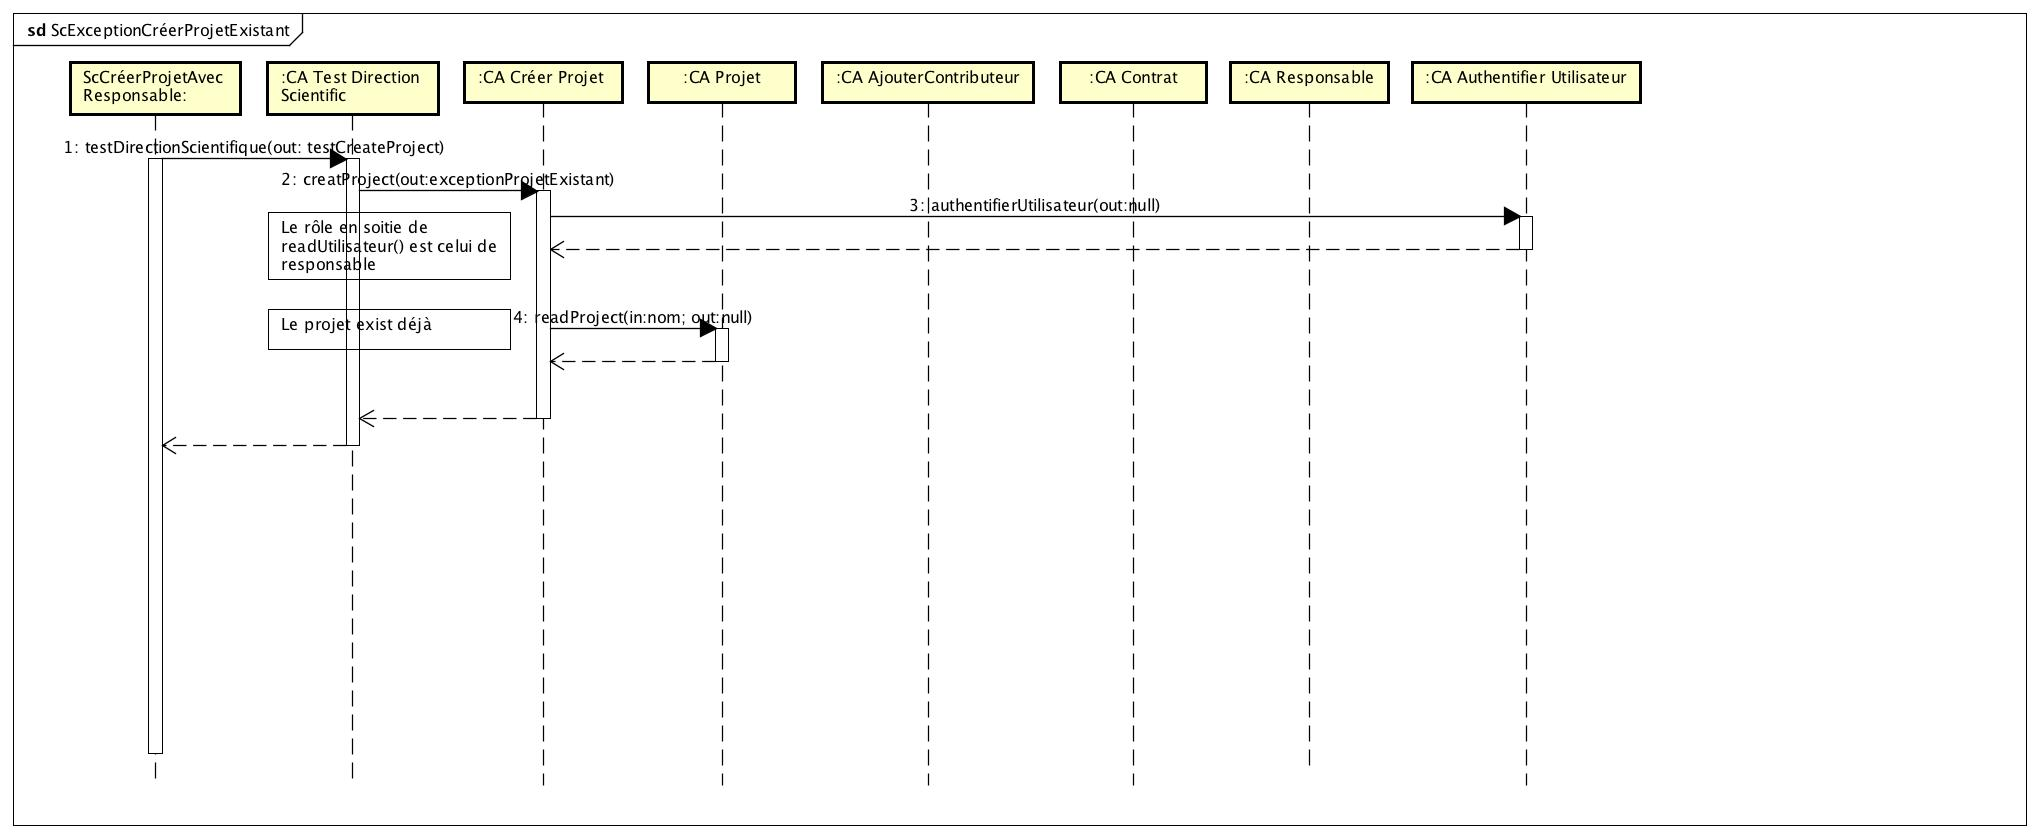 sd ScExceptionCréerProjetExistant
ScCréerProjetAvec
Responsable:
:CA Test Direction
Scientific
:CA Créer Projet
:CA Projet
:CA AjouterContributeur
:CA Contrat
:CA Responsable
:CA Authentifier Utilisateur
1: testDirectionScientifique(out: testCreateProject)
2: creatProject(out:exceptionProjetExistant)
3: authentifierUtilisateur(out:null)
Le rôle en soitie de
readUtilisateur() est celui de
responsable
4: readProject(in:nom; out:null)
Le projet exist déjà